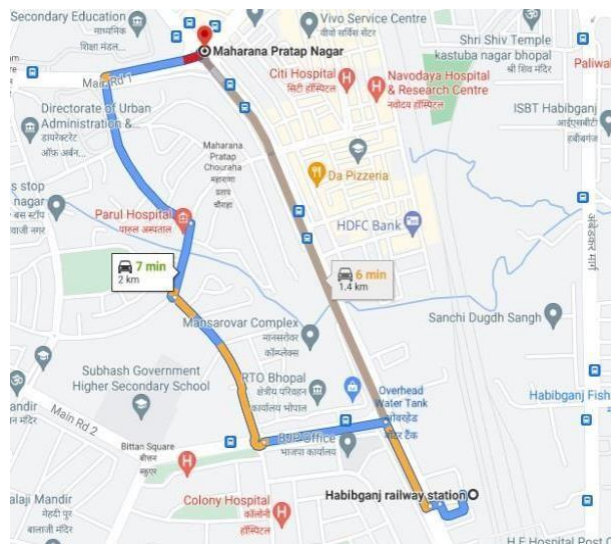 Secondary Education
माध्यमिक
शिक्षा मंडल...
Vivo Service Centre
वीवो सर्विस सेंटर
Maharana Pratap Nagar
Shri Shiv Temple
kastuba nagar bhopal
श्री शिव मंदिर
Paliwal
Main Rd 1
Citi Hospital
सिटी हॉस्पिटल
Navodaya Hospital
& Research Centre
नवोदय हॉस्पिटल
Directorate of Urban
Administration &...
डायरेक्टरेट
ऑफ़ अर्बन...
ISBT Habibganj
आईएसबीटी
हबीबगंज
Maharana
Pratap
Chouraha
महाराणा
प्रताप
चौराहा
Da Pizzeria
s stop
nagar
बस स्टॉप
वाजी नगर
Parul Hospital
पारुल अस्पताल
HDFC Bank
अंबेडकर मार्ग
7 min
2 km
6 min
1.4 km
Mansarovar Complex
मानसरोवर
कॉम्प्लेक्स
Sanchi Dugdh Sangh
Subhash Government
Higher Secondary School
RTO Bhopal
क्षेत्रीय परिवहन
कार्यालय भोपाल
Overhead
Water Tank
ओवरहेड
वॉटर टैंक
Habibganj Fish
andir
न मंदिर
Main Rd 2
Bittan Square
बीत्तन
स्क्वेर
BJP Office
भाजपा कार्यालय
Habibganj railway station
alaji Mandir
मेहदी पुर
बालाजी मंदिर
Colony Hospital
कॉलोनी
हॉस्पिटल
H F Hospital Post O